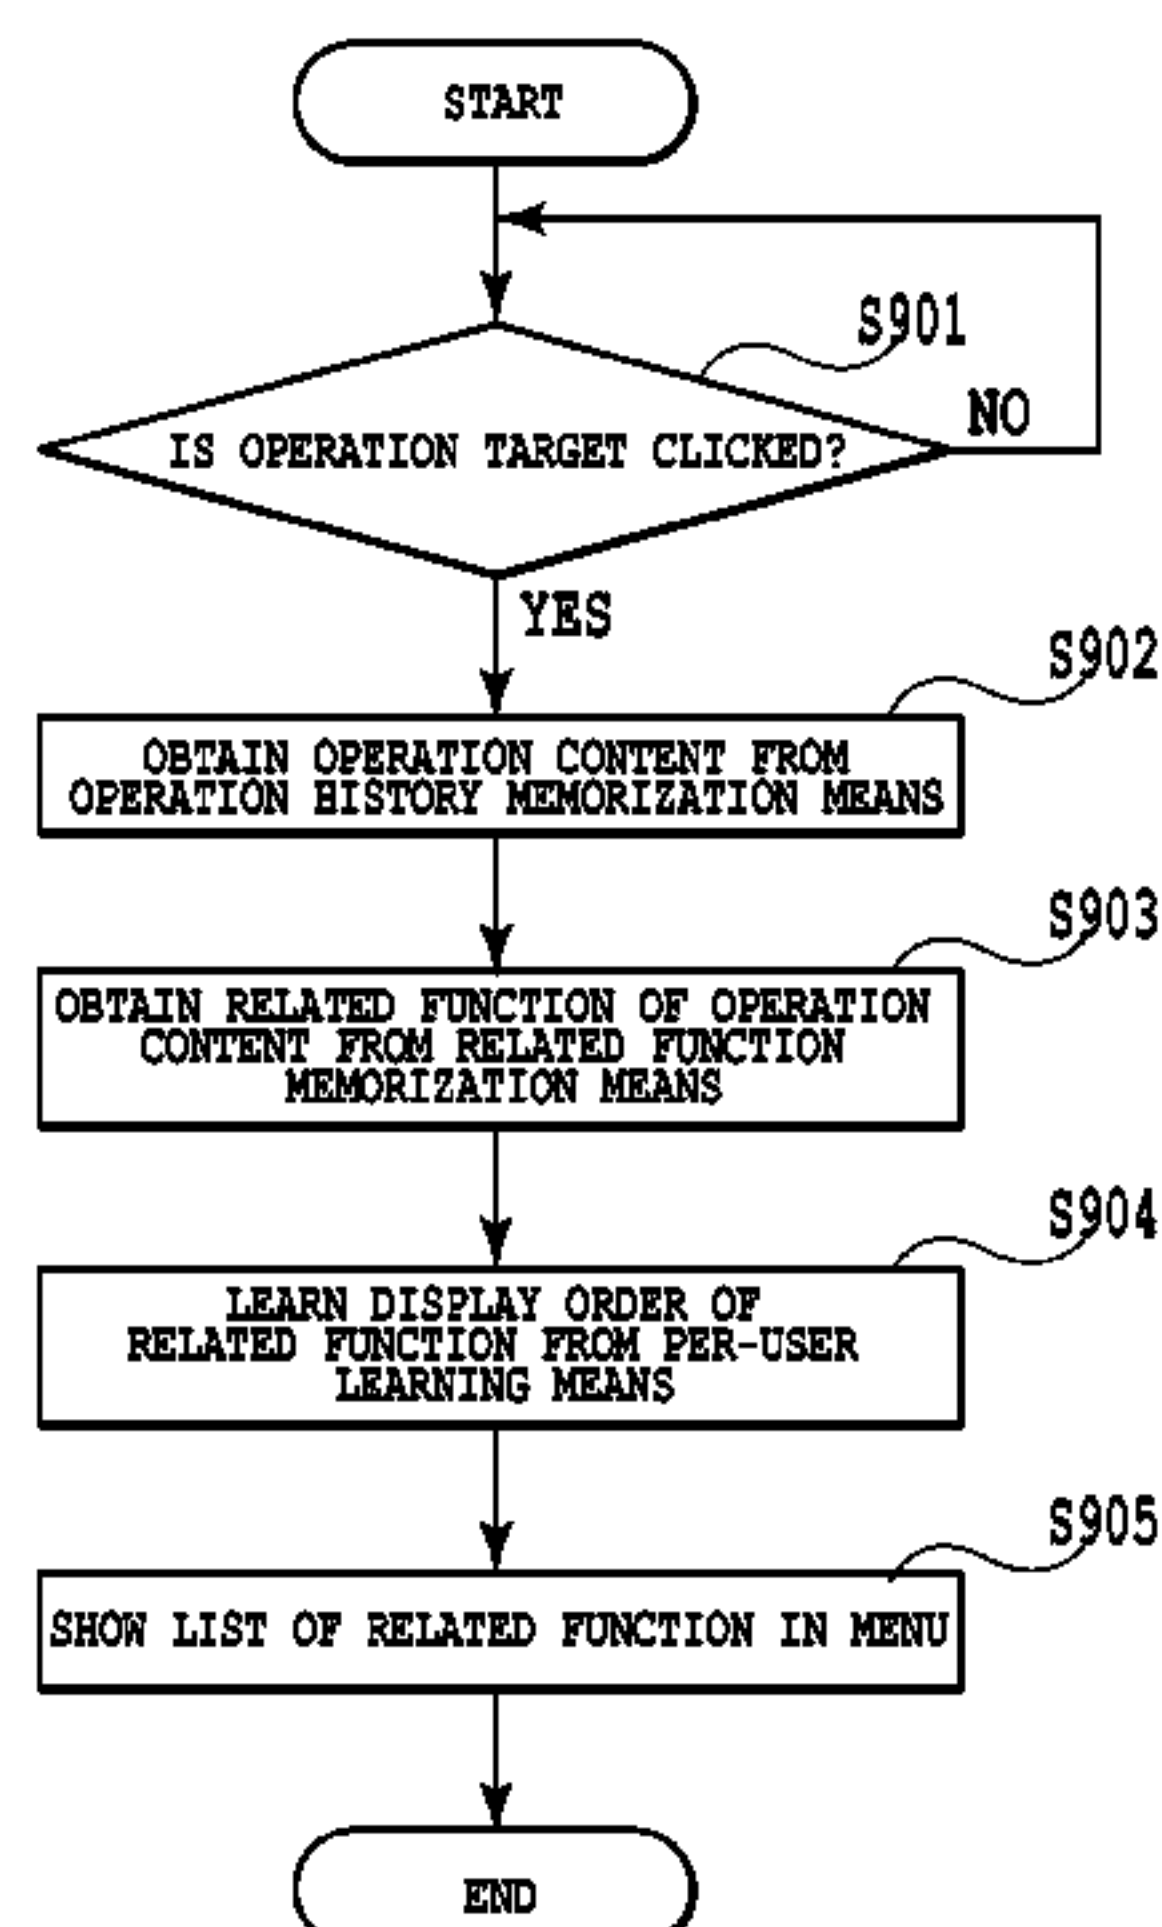 START
S901
NO
IS OPERATION TARGET CLICKED?
YES
S902
OBTAIN OPERATION CONTENT FROM
OPERATION HISTORY MEMORIZATION MEANS
S903
OBTAIN RELATED FUNCTION OF OPERATION
CONTENT FROM RELATED FUNCTION
MEMORIZATION MEANS
S904
LEARN DISPLAY ORDER OF
RELATED FUNCTION FROM PER-USER
LEARNING MEANS
S905
SHOW LIST OF RELATED FUNCTION IN MENU
END